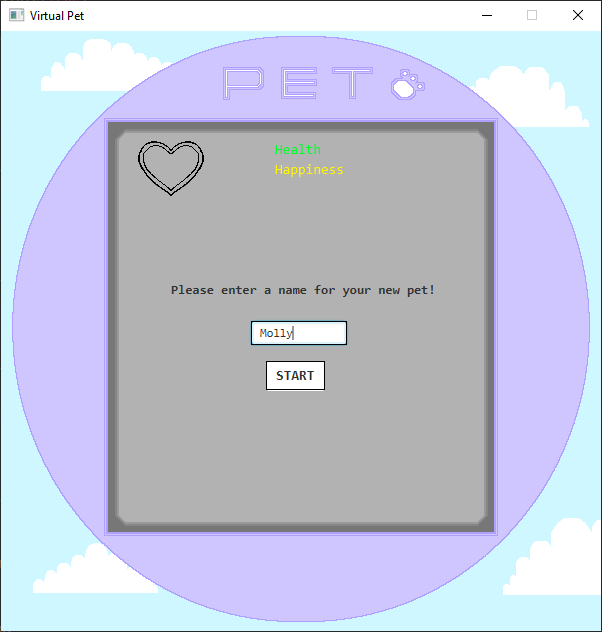 Virtual Pet
PET
Health
Happiness
Please enter a name for your new pet!
Molly
START